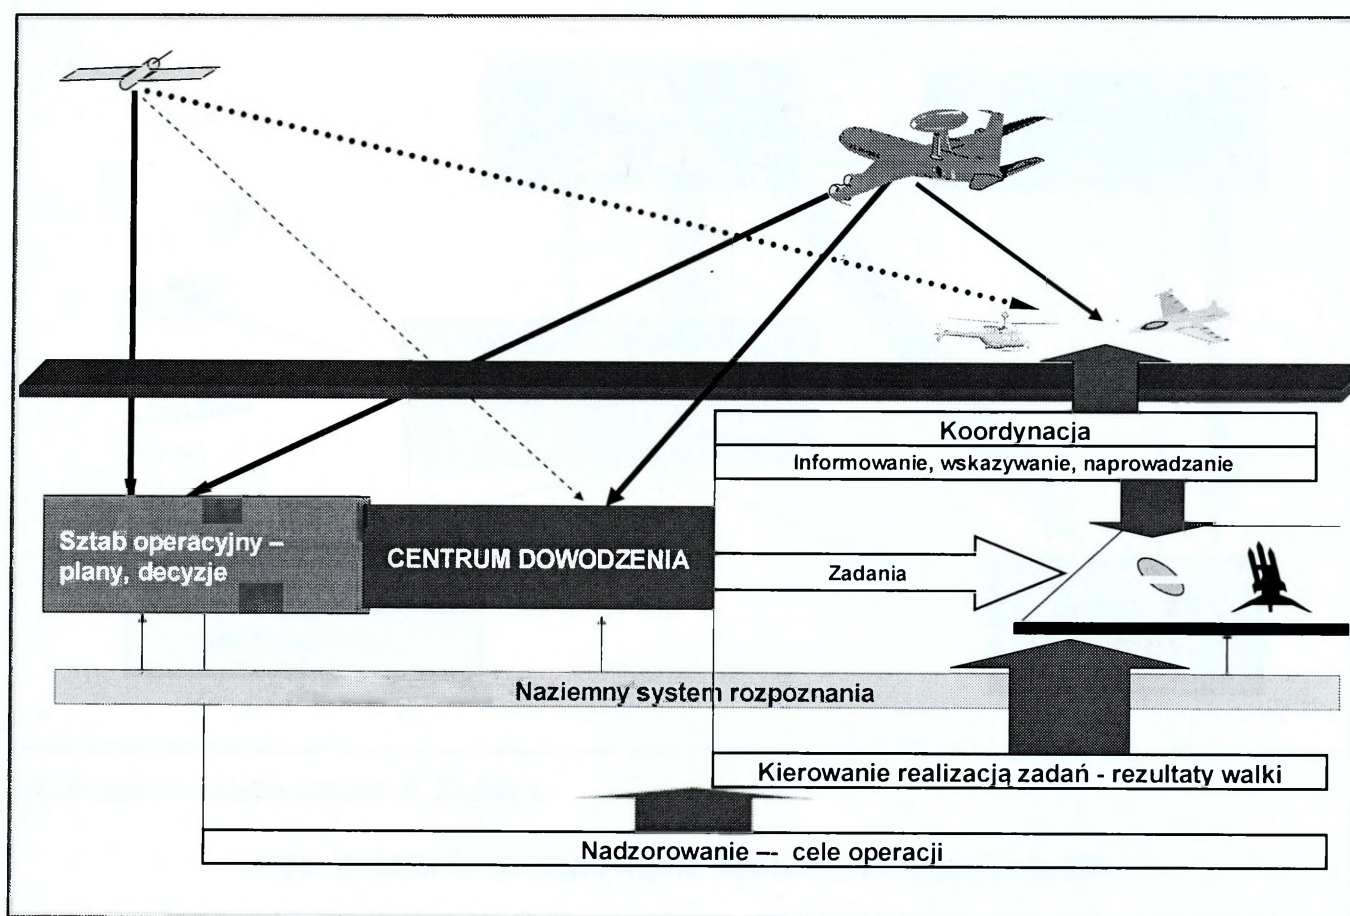 Koordynacja
Informowanie, wskazywanie, naprowadzanie
Sztab operacyjny –
plany, decyzje
CENTRUM DOWODZENIA
Zadania
Naziemny system rozpoznania
Kierowanie realizacją zadań - rezultaty walki
Nadzorowanie –- cele operacji